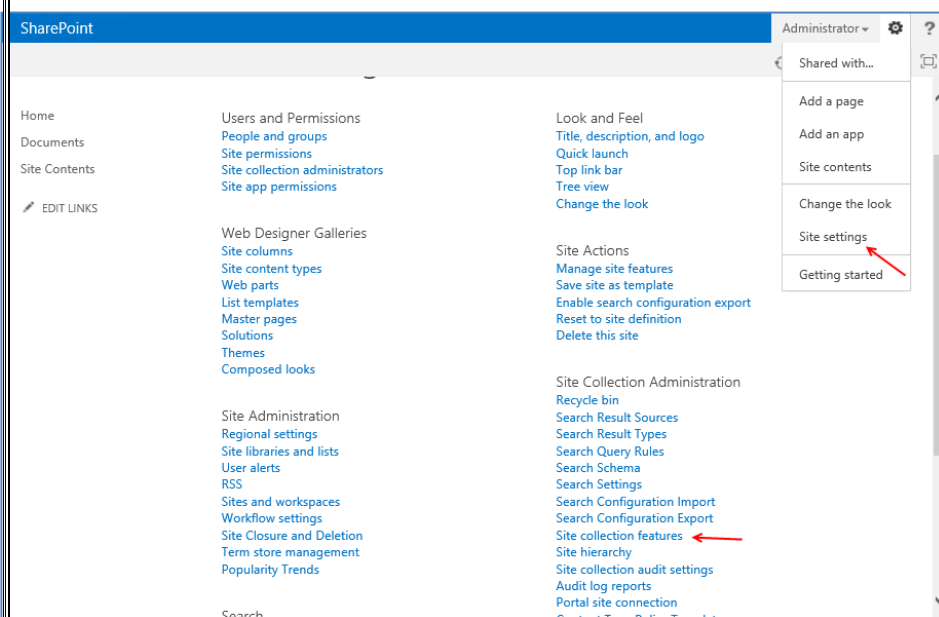 SharePoint
Administrator
?
Shared with...
Add a page
Add an app
Site contents
Change the look
Site settings
Getting started
Home
Documents
Site Contents
EDIT LINKS
Users and Permissions
People and groups
Site permissions
Site collection administrators
Site app permissions
Web Designer Galleries
Site columns
Site content types
Web parts
List templates
Master pages
Solutions
Themes
Composed looks
Site Administration
Regional settings
Site libraries and lists
User alerts
RSS
Sites and workspaces
Workflow settings
Site Closure and Deletion
Term store management
Popularity Trends
Search
Look and Feel
Title, description, and logo
Quick launch
Top link bar
Tree view
Change the look
Site Actions
Manage site features
Save site as template
Enable search configuration export
Reset to site definition
Delete this site
Site Collection Administration
Recycle bin
Search Result Sources
Search Result Types
Search Query Rules
Search Schema
Search Settings
Search Configuration Import
Search Configuration Export
Site collection features
Site hierarchy
Site collection audit settings
Audit log reports
Portal site connection